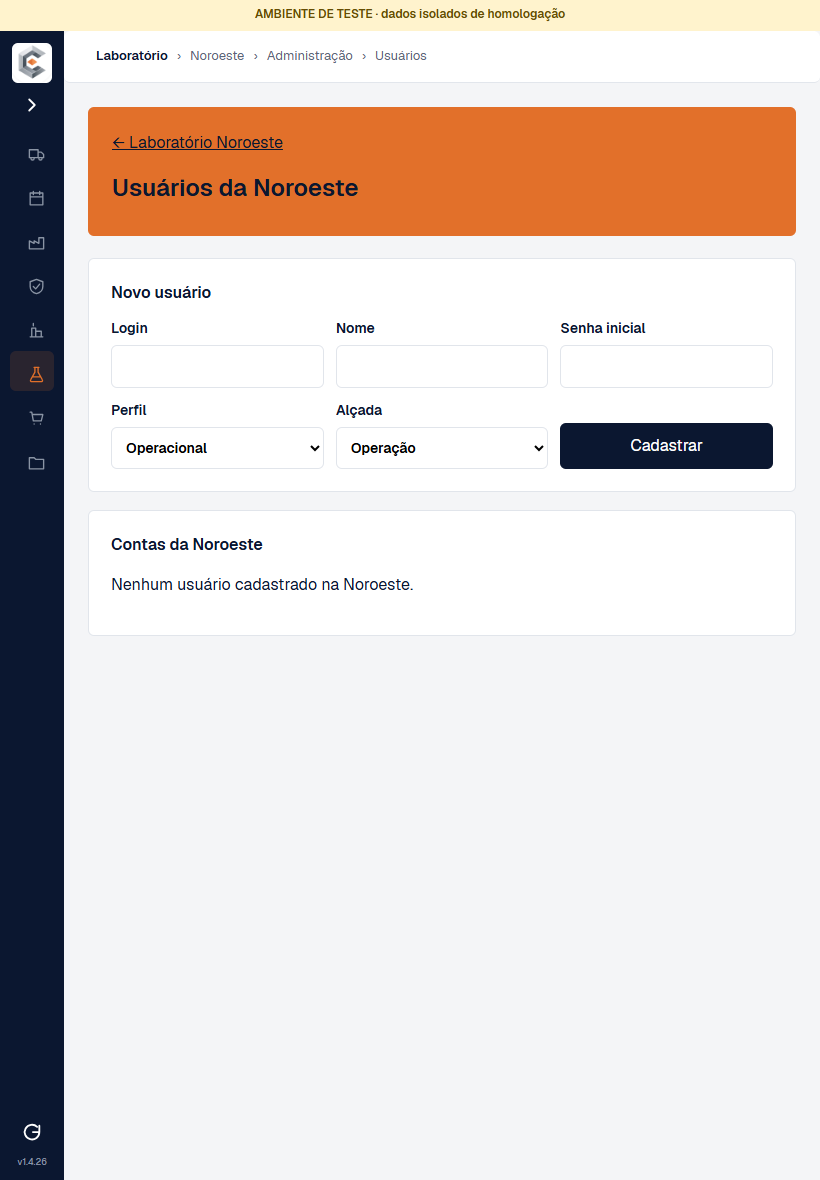 AMBIENTE DE TESTE · dados isolados de homologação
Laboratório › Noroeste › Administração › Usuários
← Laboratório Noroeste
Usuários da Noroeste
Novo usuário
Login Nome Senha inicial
Perfil Alçada
Operacional Operação Cadastrar
Contas da Noroeste
Nenhum usuário cadastrado na Noroeste.
v1.4.26